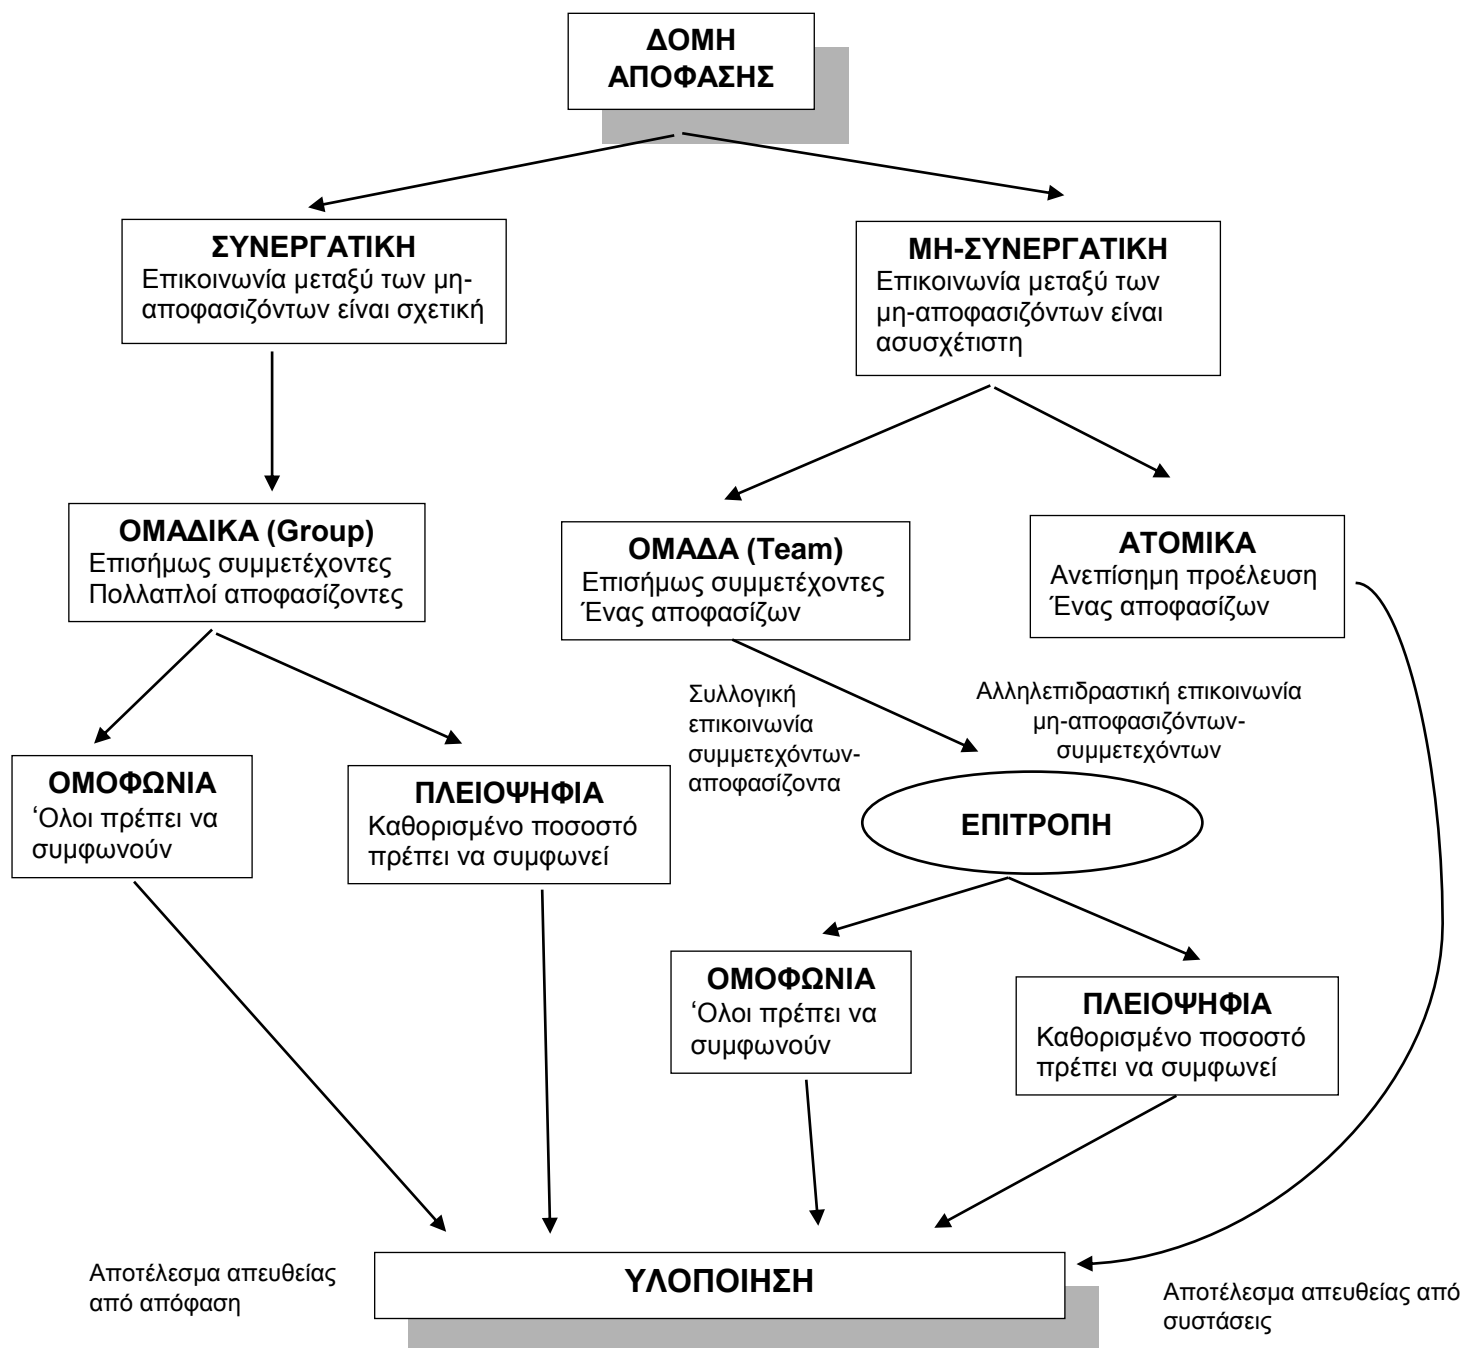 ΔΟΜΗ
ΑΠΟΦΑΣΗΣ
ΣΥΝΕΡΓΑΤΙΚΗ
Επικοινωνία μεταξύ των μη-
αποφασιζόντων είναι σχετική
ΜΗ-ΣΥΝΕΡΓΑΤΙΚΗ
Επικοινωνία μεταξύ των
μη-αποφασιζόντων είναι
ασυσχέτιστη
ΟΜΑΔΙΚΑ (Group)
Επισήμως συμμετέχοντες
Πολλαπλοί αποφασίζοντες
ΟΜΑΔΑ (Team)
Επισήμως συμμετέχοντες
Ένας αποφασίζων
ΑΤΟΜΙΚΑ
Ανεπίσημη προέλευση
Ένας αποφασίζων
Συλλογική
επικοινωνία
συμμετεχόντων-
αποφασίζοντα
Αλληλεπιδραστική επικοινωνία
μη-αποφασιζόντων-
συμμετεχόντων
ΟΜΟΦΩΝΙΑ
‘Ολοι πρέπει να
συμφωνούν
ΠΛΕΙΟΨΗΦΙΑ
Καθορισμένο ποσοστό
πρέπει να συμφωνεί
ΕΠΙΤΡΟΠΗ
ΟΜΟΦΩΝΙΑ
‘Ολοι πρέπει να
συμφωνούν
ΠΛΕΙΟΨΗΦΙΑ
Καθορισμένο ποσοστό
πρέπει να συμφωνεί
Αποτέλεσμα απευθείας
από απόφαση
ΥΛΟΠΟΙΗΣΗ
Αποτέλεσμα απευθείας από
συστάσεις